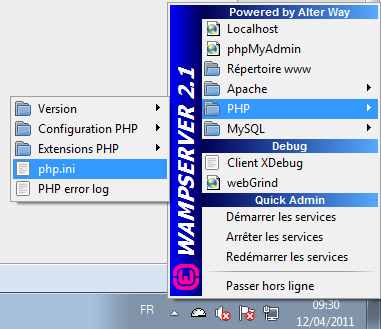 Powered by Alter Way
Localhost
phpMyAdmin
Répertoire www
Apache
PHP
MySQL
Debug
Client XDebug
webGrind
Quick Admin
Démarrer les services
Arrêter les services
Redémarrer les services
Passer hors ligne
WAMPSERVER 2.1
Version
Configuration PHP
Extensions PHP
php.ini
PHP error log
FR
09:30
12/04/2011